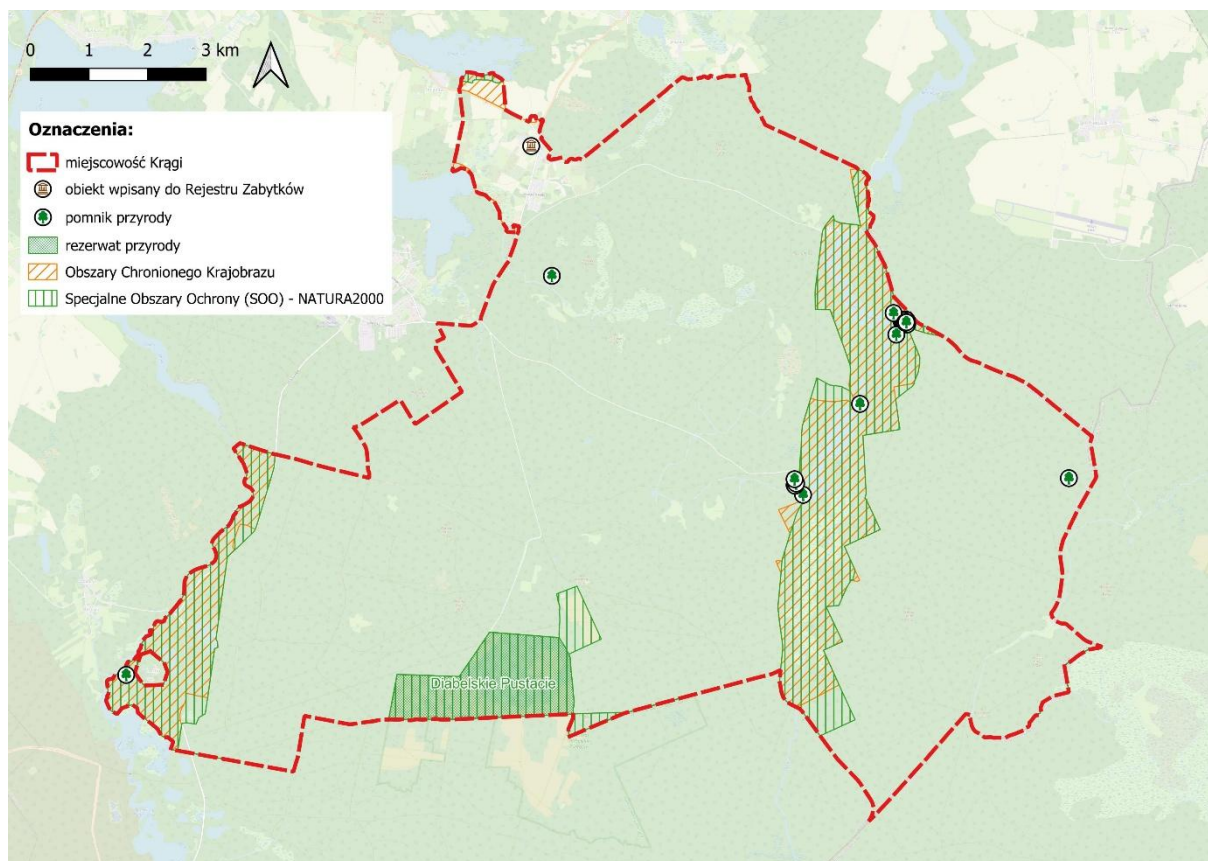 0 1 2 3 km
Oznaczenia:
miejscowość Krągi
obiekt wpisany do Rejestru Zabytków
pomnik przyrody
rezerwat przyrody
Obszary Chronionego Krajobrazu
Specjalne Obszary Ochrony (SOO) - NATURA2000
Diabelskie Pustacie